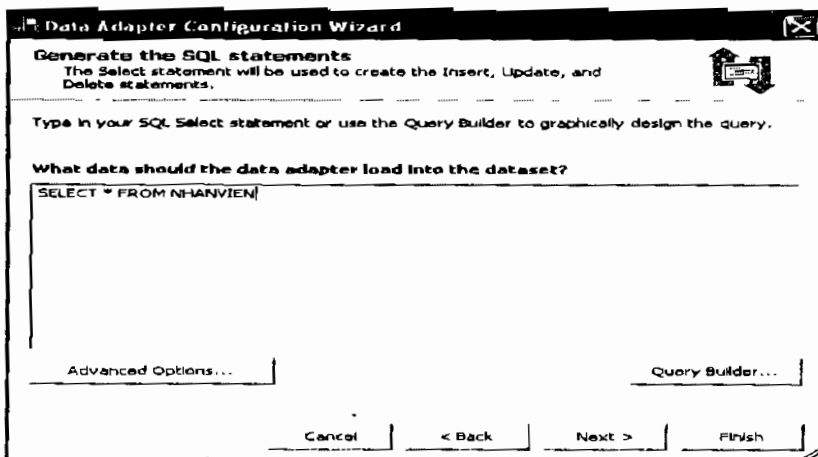 Data Adapter Configuration Wizard
Generate the SQL statements
The Select statement will be used to create the Insert, Update, and
Delete statements.
Type in your SQL Select statement or use the Query Builder to graphically design the query.
What data should the data adapter load into the dataset?
SELECT * FROM NHANVIEN
Advanced Options...
Query Builder...
Cancel
< Back
Next >
Finish